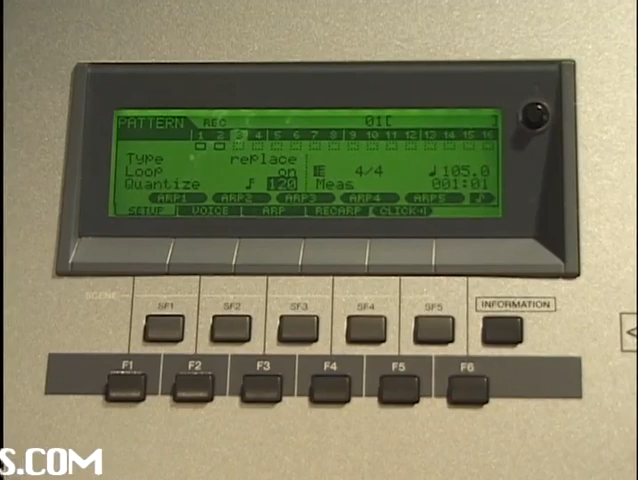 PATTERN REC 01[ ]
1 2 3 4 5 6 7 8 9 10 11 12 13 14 15 16
Type replace
Loop on 4/4 ♩105.0
Quantize ♪ 120 Meas 001:01
ARP1 ARP2 ARP3 ARP4 ARP5 ♪
SETUP VOICE ARP RECARP CLICK
SCENE SF1 SF2 SF3 SF4 SF5 INFORMATION
F1 F2 F3 F4 F5 F6
S.COM